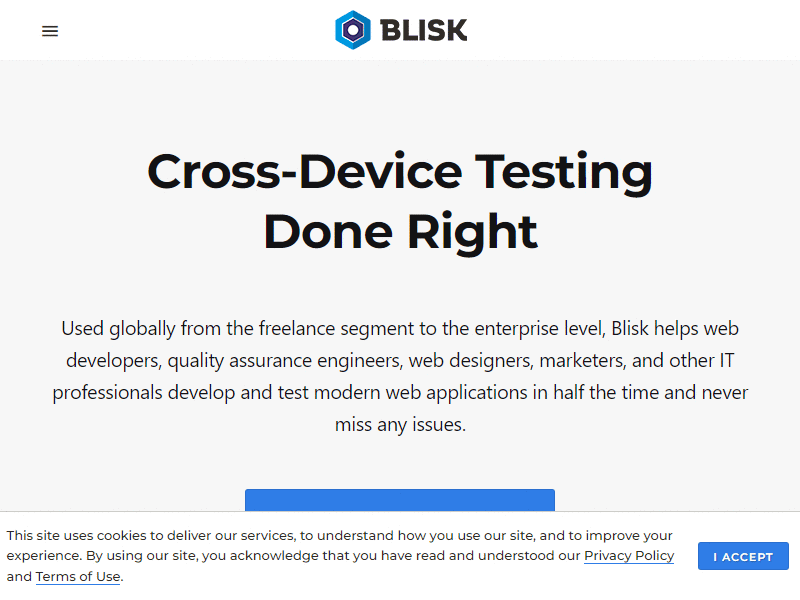 BLISK
Cross-Device Testing
Done Right
Used globally from the freelance segment to the enterprise level, Blisk helps web
developers, quality assurance engineers, web designers, marketers, and other IT
professionals develop and test modern web applications in half the time and never
miss any issues.
This site uses cookies to deliver our services, to understand how you use our site, and to improve your
experience. By using our site, you acknowledge that you have read and understood our Privacy Policy
and Terms of Use.
I ACCEPT